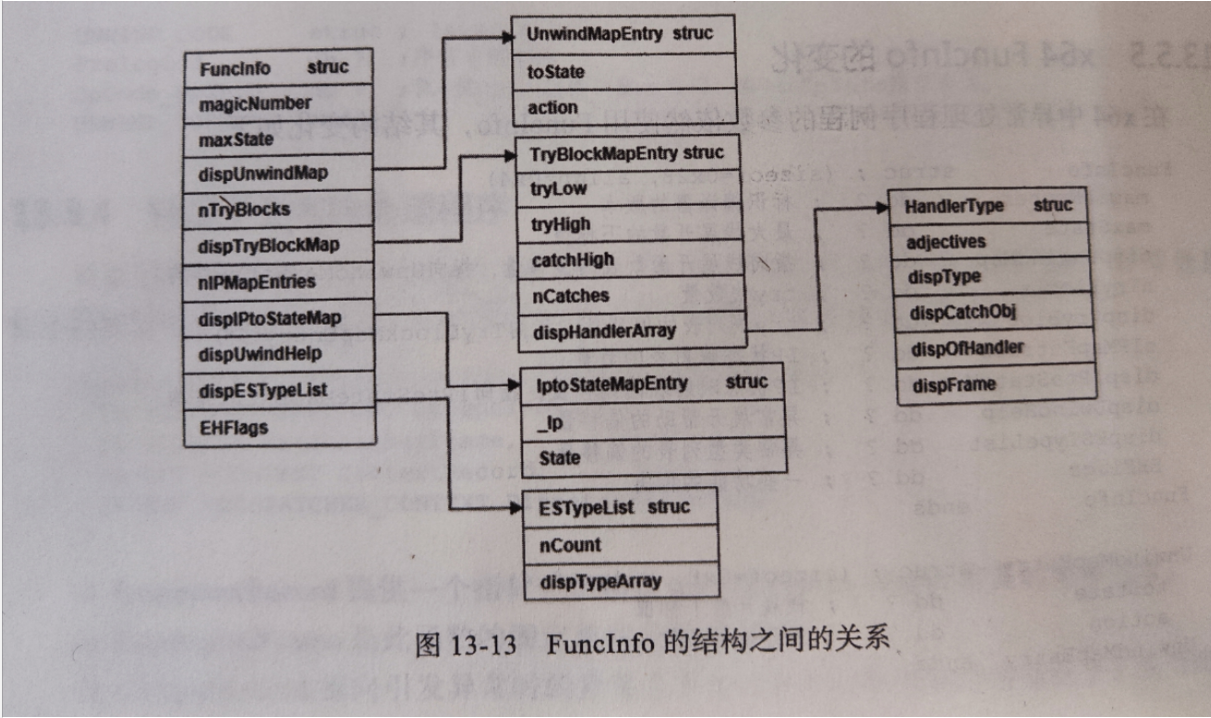 FuncInfo struc
magicNumber
maxState
dispUnwindMap
nTryBlocks
dispTryBlockMap
nIPMapEntries
dispIPtoStateMap
dispUwindHelp
dispESTypeList
EHFlags
UnwindMapEntry struc
toState
action
TryBlockMapEntry struc
tryLow
tryHigh
catchHigh
nCatches
dispHandlerArray
IptoStateMapEntry struc
_Ip
State
ESTypeList struc
nCount
dispTypeArray
HandlerType struc
adjectives
dispType
dispCatchObj
dispOfHandler
dispFrame
图 13-13 FuncInfo 的结构之间的关系